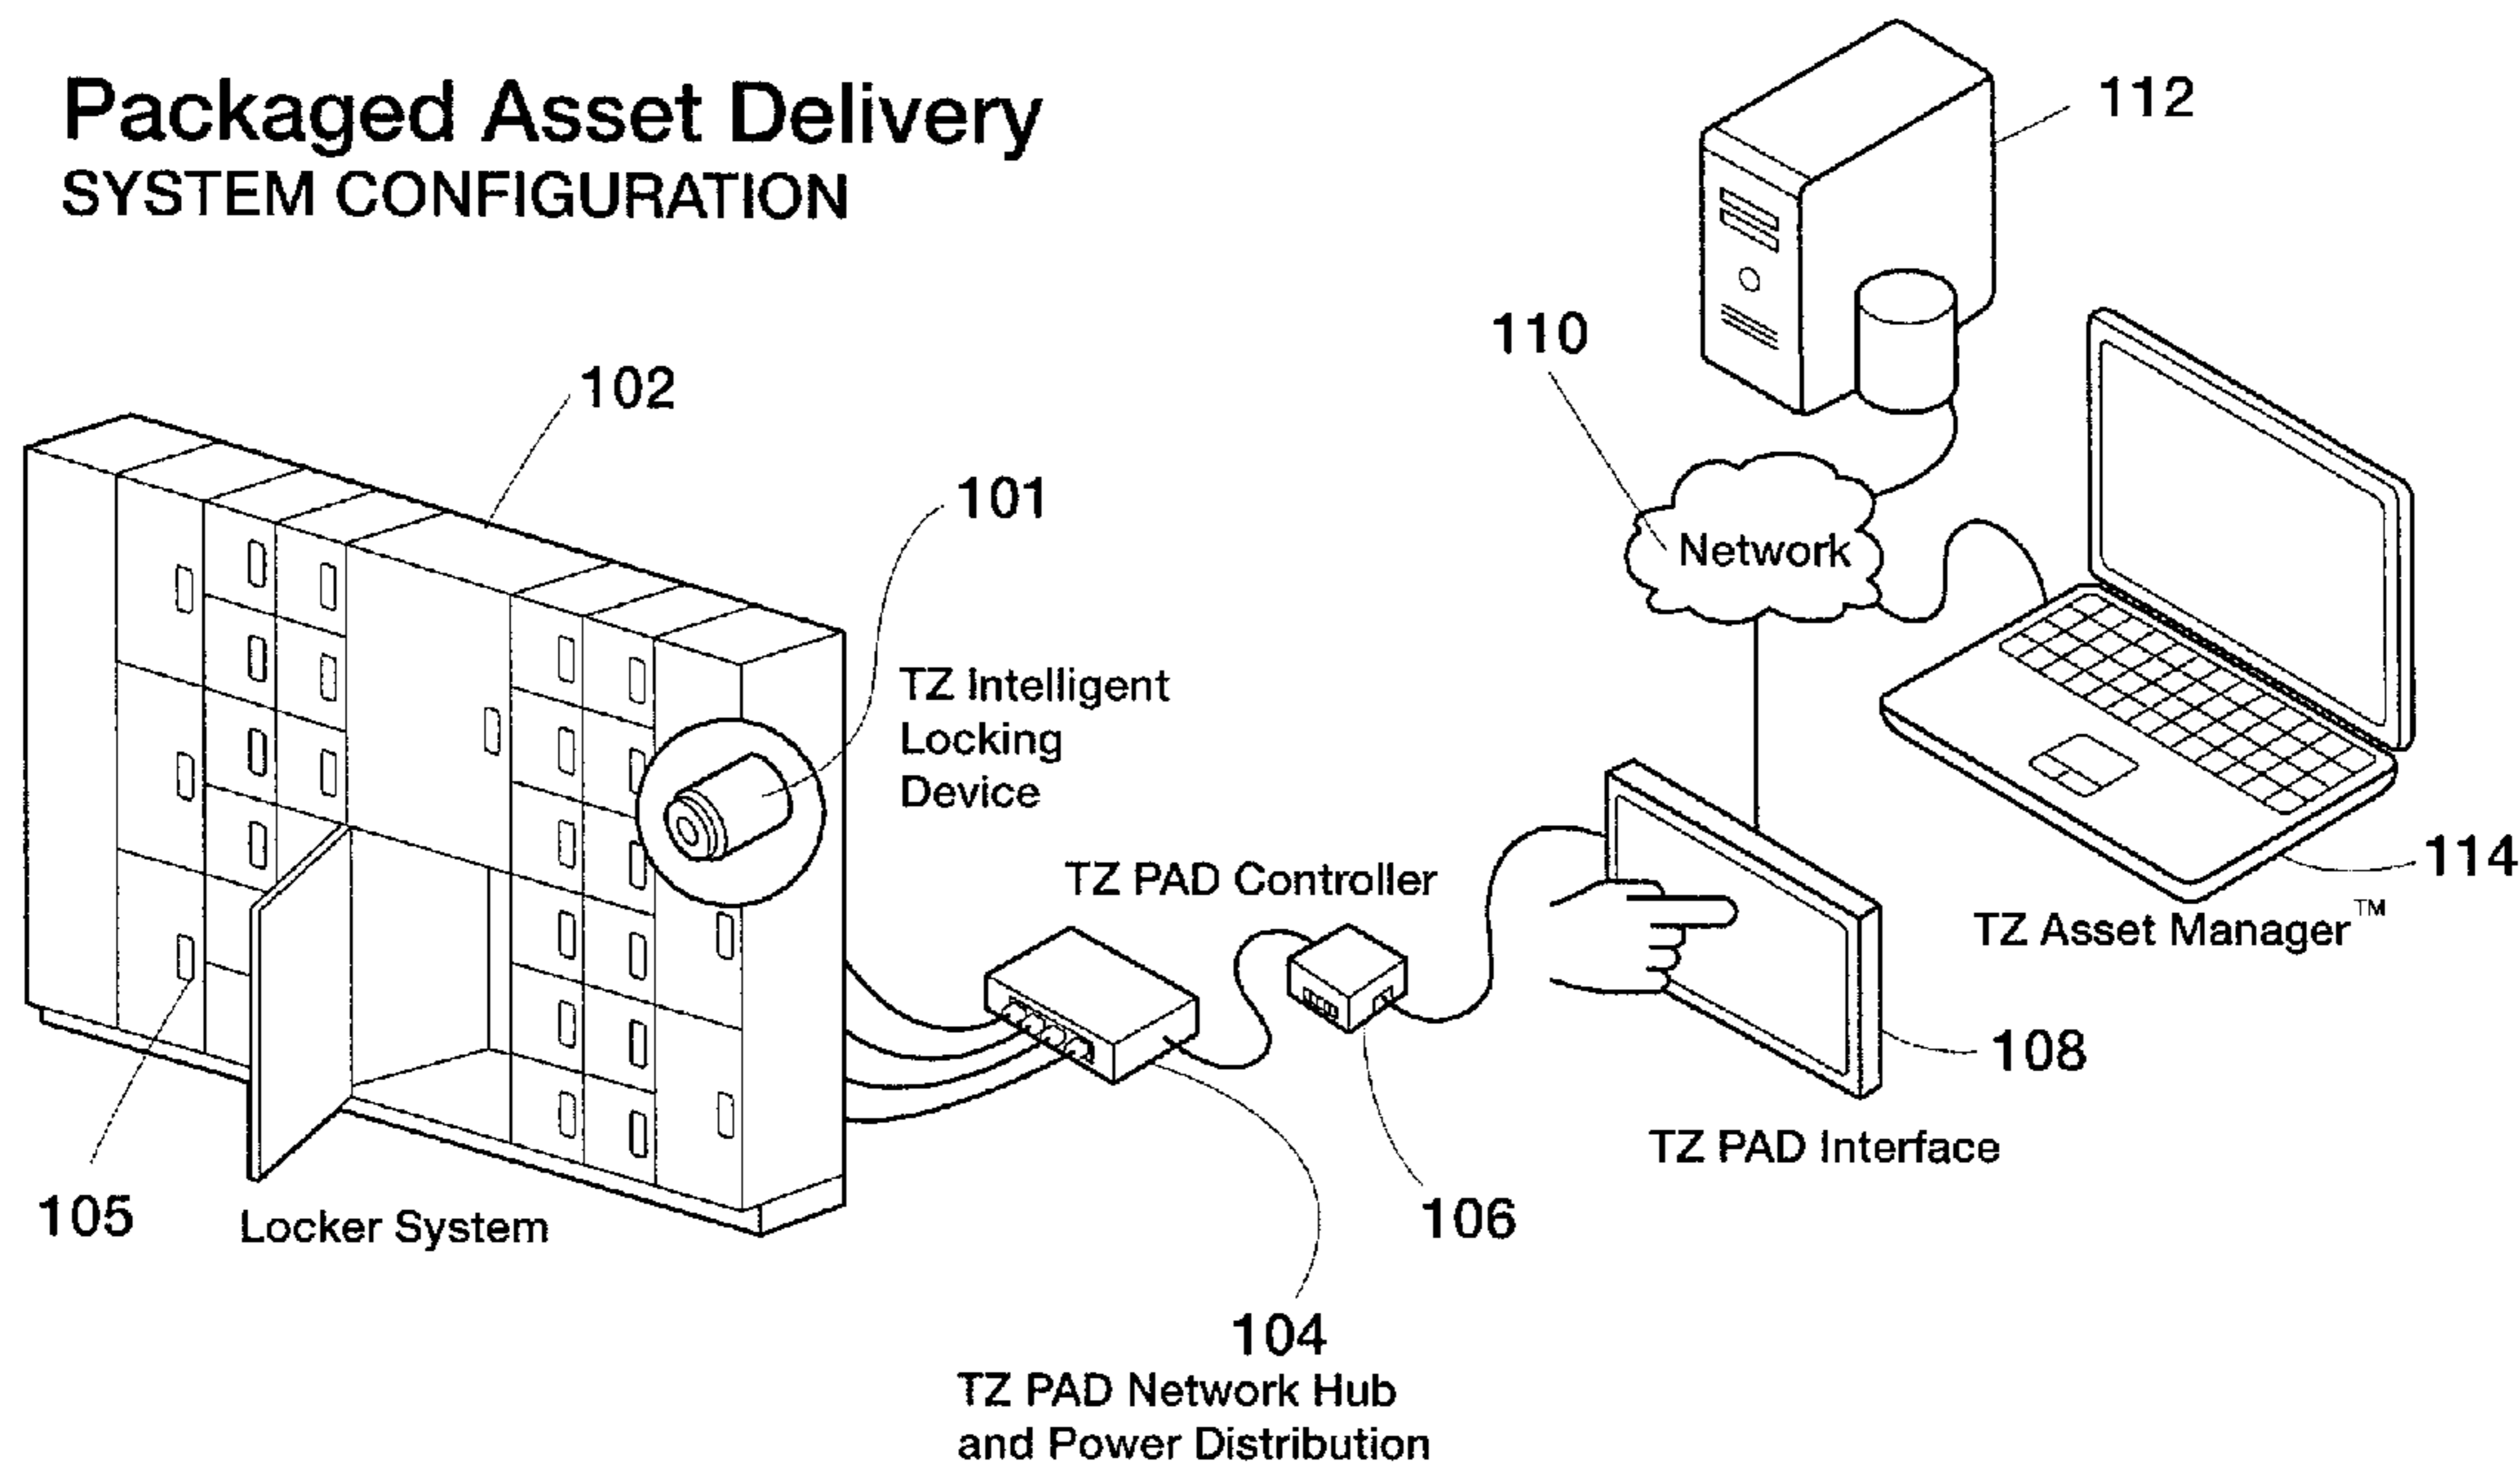 Packaged Asset Delivery
SYSTEM CONFIGURATION
112
110
102
101
Network
TZ Intelligent
Locking
Device
TZ PAD Controller
114
TZ Asset Manager™
108
TZ PAD Interface
105
Locker System
106
104
TZ PAD Network Hub
and Power Distribution